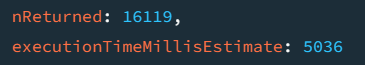 nReturned: 16119,
executionTimeMillisEstimate: 5036